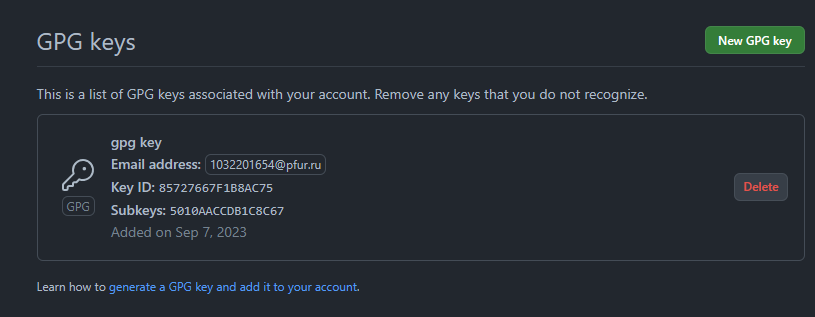 GPG keys
New GPG key
This is a list of GPG keys associated with your account. Remove any keys that you do not recognize.
gpg key
Email address: 1032201654@pfur.ru
Key ID: 85727667F1B8AC75
GPG
Subkeys: 5010AACCDB1C8C67
Delete
Added on Sep 7, 2023
Learn how to generate a GPG key and add it to your account.